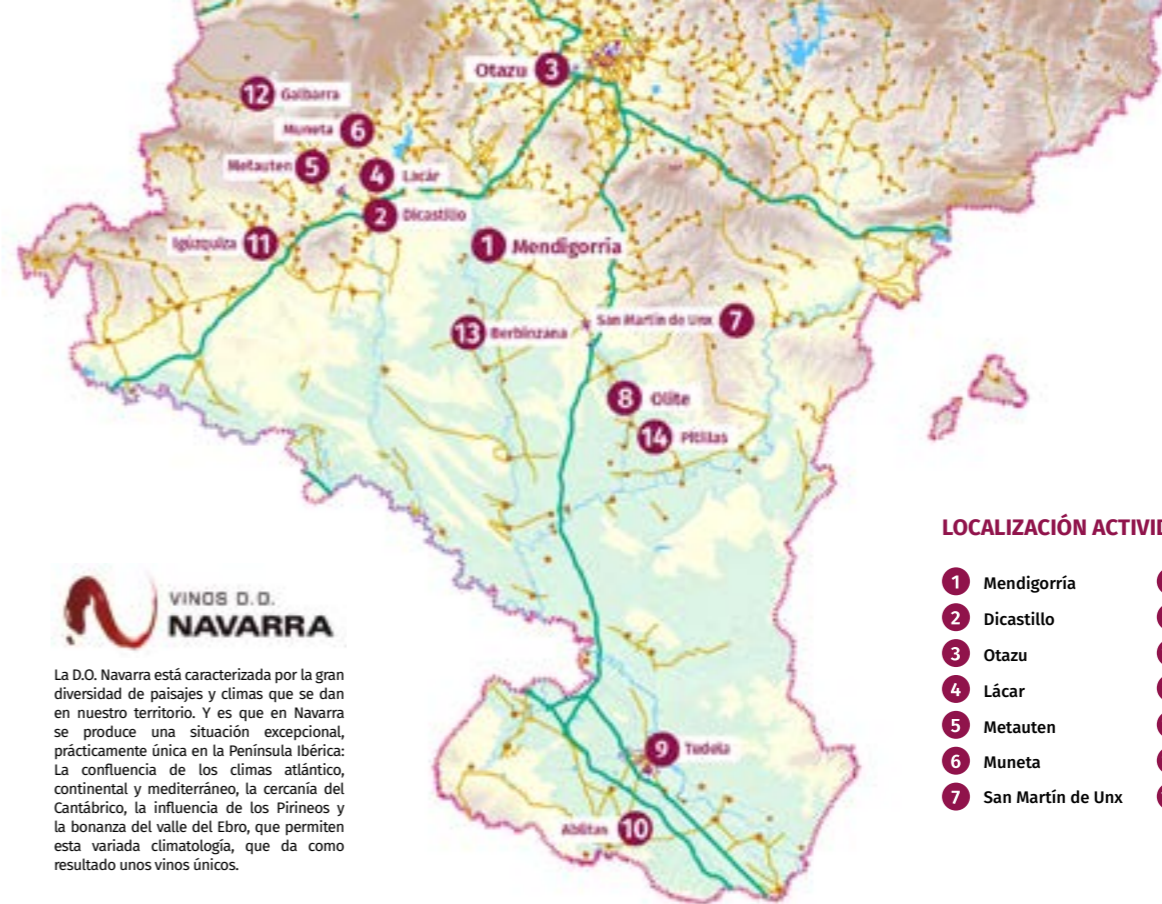 Otazu 3
12 Galbarra
Muneta 6
Metauten 5
4 Lácar
2 Dicastillo
Igúzquiza 11
1 Mendigorría
13 Berbinzana
San Martín de Unx 7
8 Olite
14 Pitillas
9 Tudela
Ablitas 10
VINOS D.O.
NAVARRA
La D.O. Navarra está caracterizada por la gran
diversidad de paisajes y climas que se dan
en nuestro territorio. Y es que en Navarra
se produce una situación excepcional,
prácticamente única en la Península Ibérica:
La confluencia de los climas atlántico,
continental y mediterráneo, la cercanía del
Cantábrico, la influencia de los Pirineos y
la bonanza del valle del Ebro, que permiten
esta variada climatología, que da como
resultado unos vinos únicos.
LOCALIZACIÓN ACTIVID
1 Mendigorría
2 Dicastillo
3 Otazu
4 Lácar
5 Metauten
6 Muneta
7 San Martín de Unx